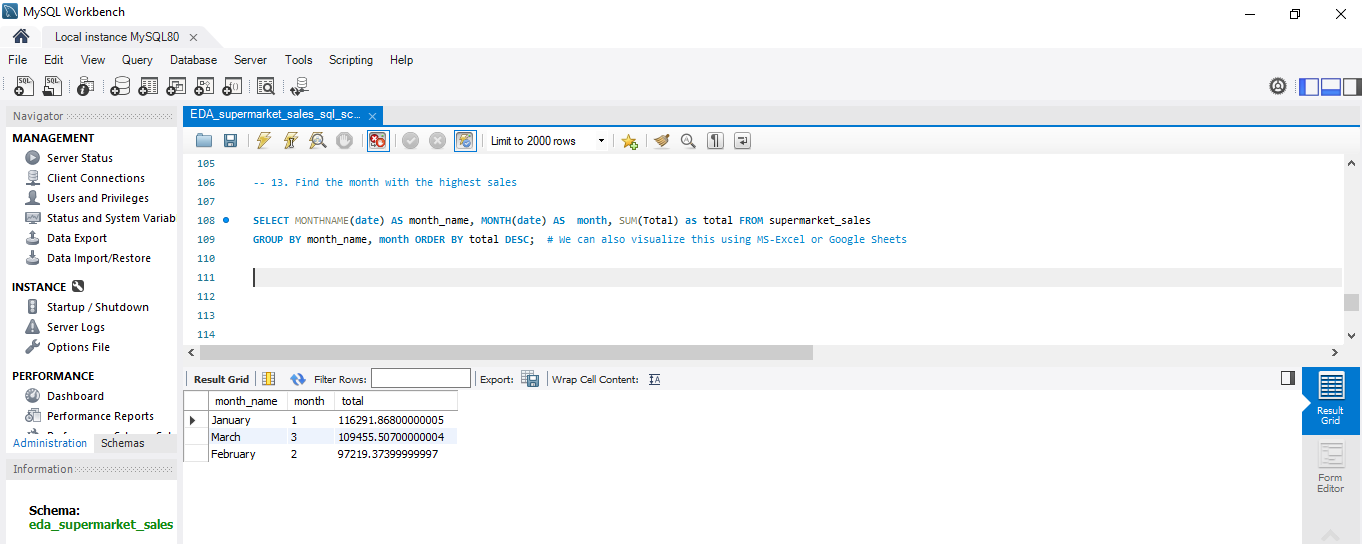 MySQL Workbench
Local instance MySQL80
File Edit View Query Database Server Tools Scripting Help
SQL SQL
Navigator
MANAGEMENT
Server Status
Client Connections
Users and Privileges
Status and System Variab
Data Export
Data Import/Restore
INSTANCE
Startup / Shutdown
Server Logs
Options File
PERFORMANCE
Dashboard
Performance Reports
Administration Schemas
Information
Schema:
eda_supermarket_sales
EDA_supermarket_sales_sql_sc...
Limit to 2000 rows
105
106 -- 13. Find the month with the highest sales
107
108 SELECT MONTHNAME(date) AS month_name, MONTH(date) AS  month, SUM(Total) as total FROM supermarket_sales
109 GROUP BY month_name, month ORDER BY total DESC;  # We can also visualize this using MS-Excel or Google Sheets
110
111
112
113
114
Result Grid Filter Rows: Export: Wrap Cell Content:
month_name month total
January 1 116291.86800000005
March 3 109455.50700000004
February 2 97219.37399999997
Result
Grid
Form
Editor